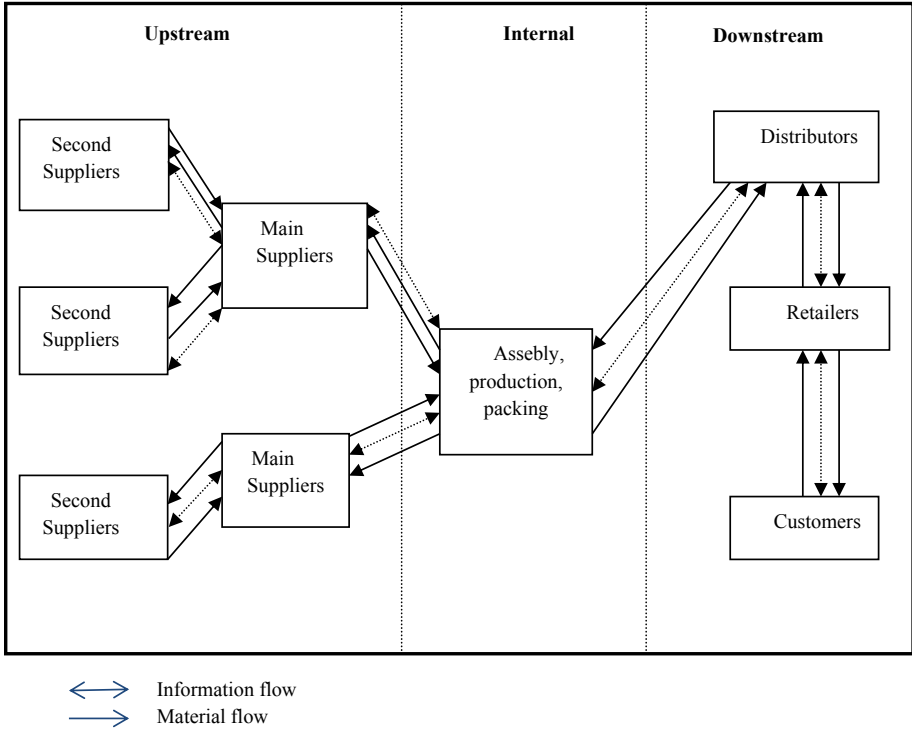 Upstream
Internal
Downstream
Second
Suppliers
Main
Suppliers
Second
Suppliers
Main
Suppliers
Second
Suppliers
Assebly,
production,
packing
Distributors
Retailers
Customers
Information flow
Material flow